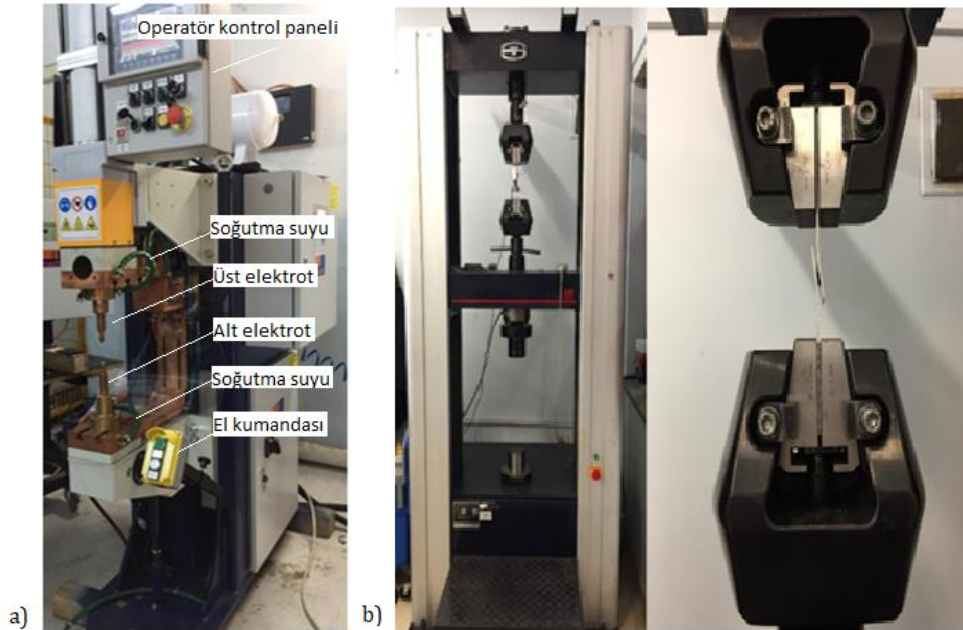 Operatör kontrol paneli
Soğutma suyu
Üst elektrot
Alt elektrot
Soğutma suyu
El kumandası
a)
b)